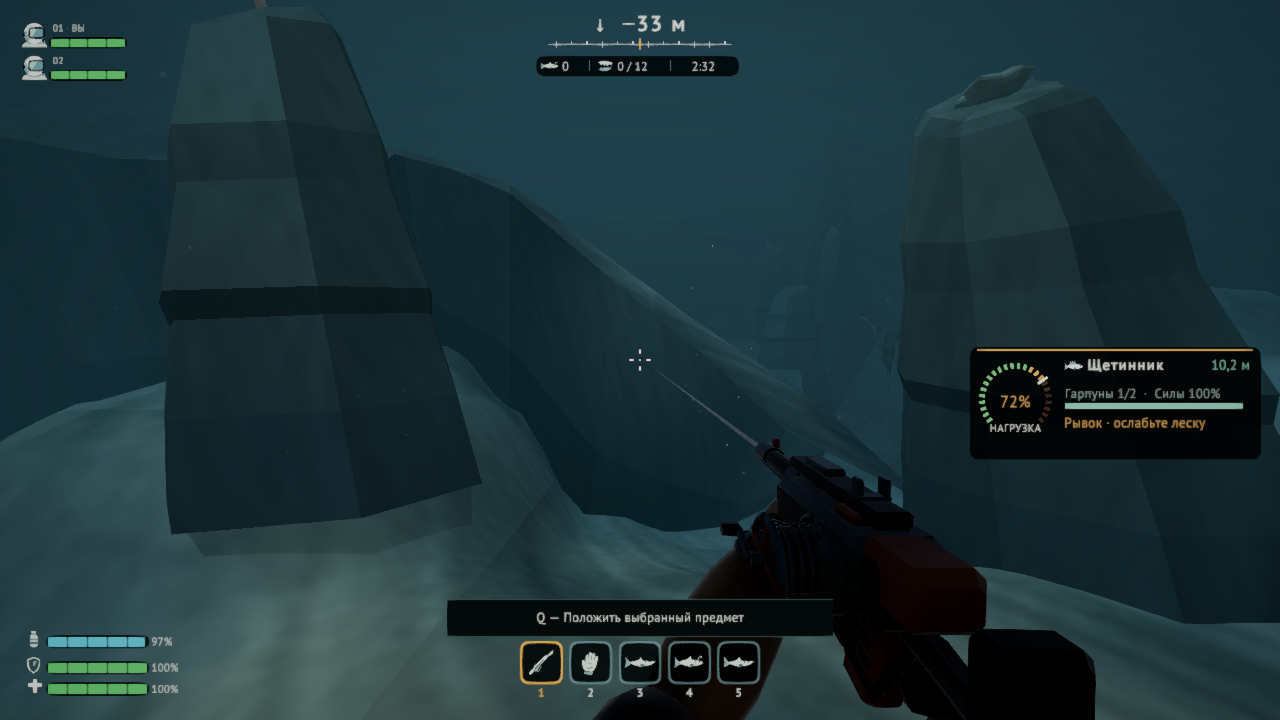 01 · ВЫ
02
−33 м
0
0 / 12
2:32
Щетинник
10,2 м
Гарпуны 1/2 · Силы 100%
72%
НАГРУЗКА
Рывок · ослабьте леску
Q — Положить выбранный предмет
97%
100%
100%
1
2
3
4
5